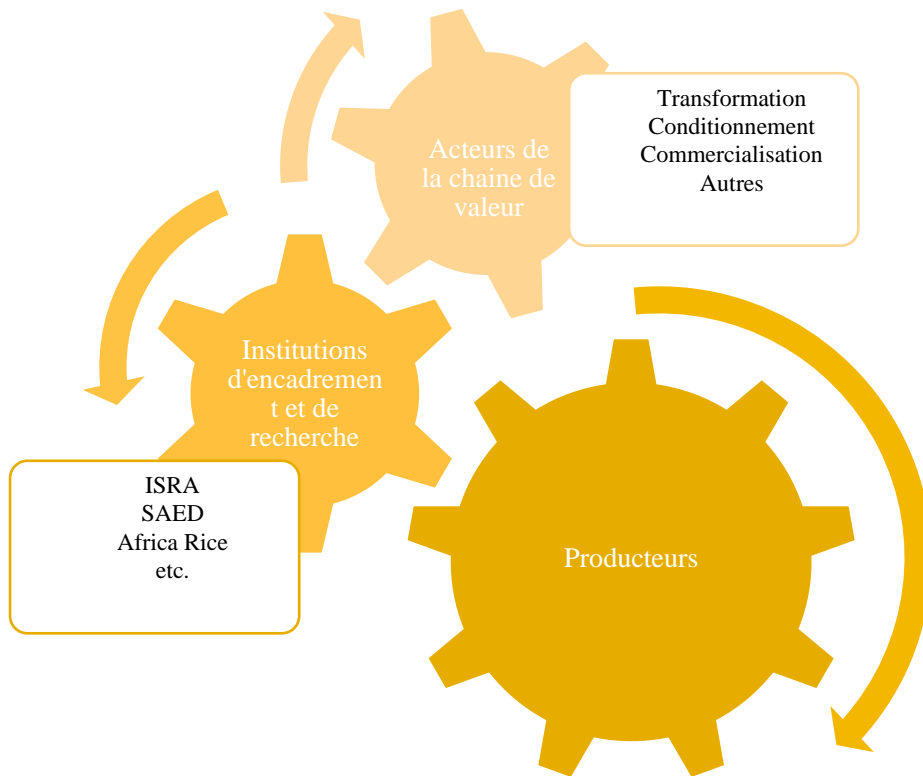 Acteurs de
la chaine de
valeur
Transformation
Conditionnement
Commercialisation
Autres
Institutions
d'encadremen
t et de
recherche
ISRA
SAED
Africa Rice
etc.
Producteurs